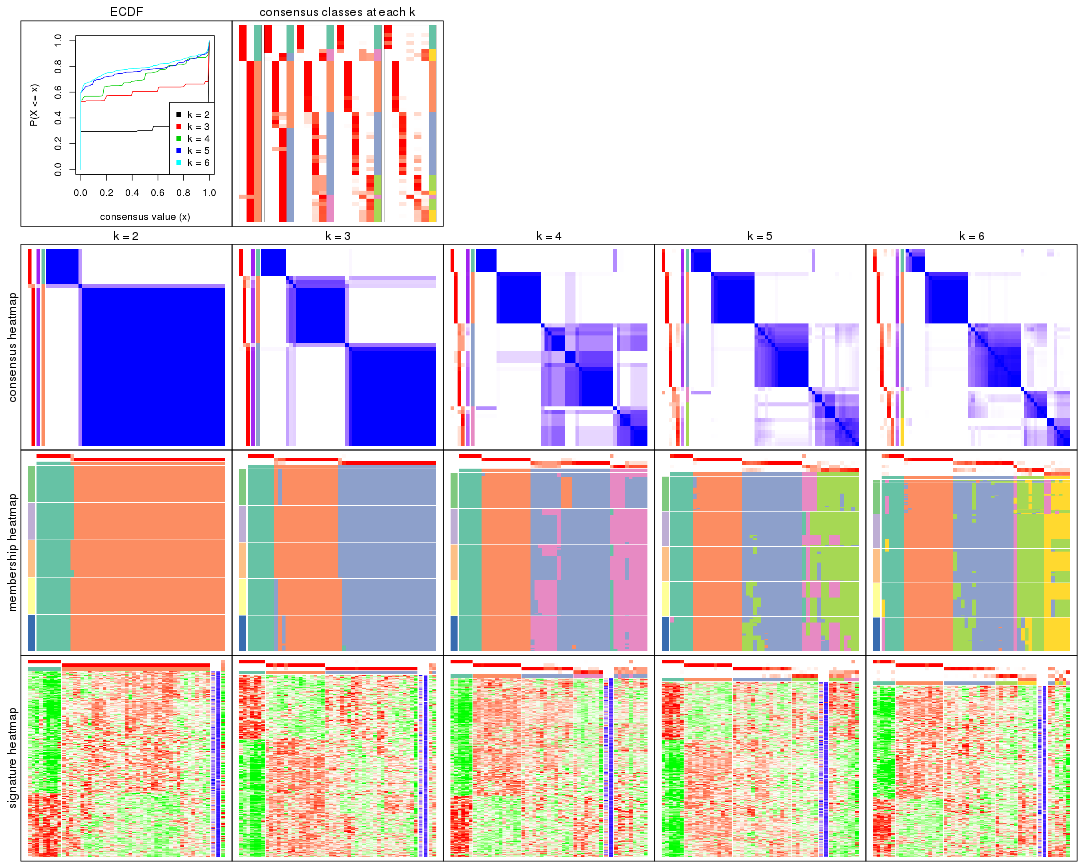 ECDF
consensus classes at each k
P(X <= x)
1.0
0.8
0.6
0.4
0.2
0.0
k = 2
k = 3
k = 4
k = 5
k = 6
0.0 0.2 0.4 0.6 0.8 1.0
consensus value (x)
k = 2
k = 3
k = 4
k = 5
k = 6
consensus heatmap
membership heatmap
signature heatmap